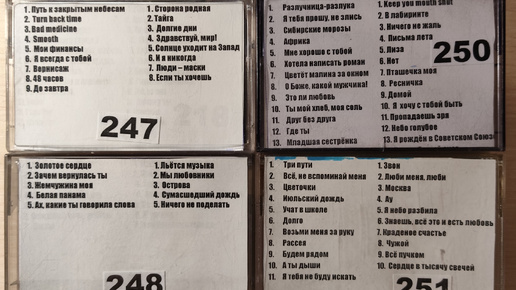 1. Путь к закрытым небесам
2. Turn back time
3. Bad medicine
4. Smooth
5. Мои финансы
6. Я всегда с тобой
7. Вернисаж
8. 48 часов
9. До завтра
1. Сторона родная
2. Тайга
3. Долгие дни
4. Здравствуй, мир!
5. Солнце уходит на Запад
6. И я никогда
7. Люди – маски
8. Если ты хочешь
247
1. Разлучница-разлука
2. Я тебя прошу, не злись
3. Сибирские морозы
4. Африка
5. Мне хорошо с тобой
6. Хотела написать роман
7. Цветёт малина за окном
8. О Боже, какой мужчина!
9. Это ли любовь
10. Ты мой хлеб, моя соль
11. Друг без друга
12. Где ты
13. Младшая сестрёнка
1. Keep you mouth shut
2. В лабиринте
3. Ничего не жаль
4. Письма лета
5. Лиза
6. Нет
7. Пташечка моя
8. Ресничка
9. Домой
10. Я хочу с тобой быть
11. Пропадаешь зря
12. Небо голубое
13. Я рождён в Советском Союзе
250
1. Золотое сердце
2. Зачем вернулась ты
3. Жемчужина моя
4. Белая панама
5. Ах, какие ты говорила слова
1. Льётся музыка
2. Мы любовники
3. Острова
4. Сумасшедший дождь
5. Ничего не поделать
248
1. Три пути
2. Всё, не вспоминай меня
3. Цветочки
4. Июльский дождь
5. Учат в школе
6. Долго
7. Возьми меня за руку
8. Рассея
9. Будем рядом
10. А ты дыши
11. Я тебя не буду искать
1. Звон
2. Люби меня, люби
3. Москва
4. Ау
5. Я небо разбила
6. Знаешь, всё это и есть любовь
7. Краденое счастье
8. Чужой
9. Всё пучком
10. Сердце в тысячу свечей
251